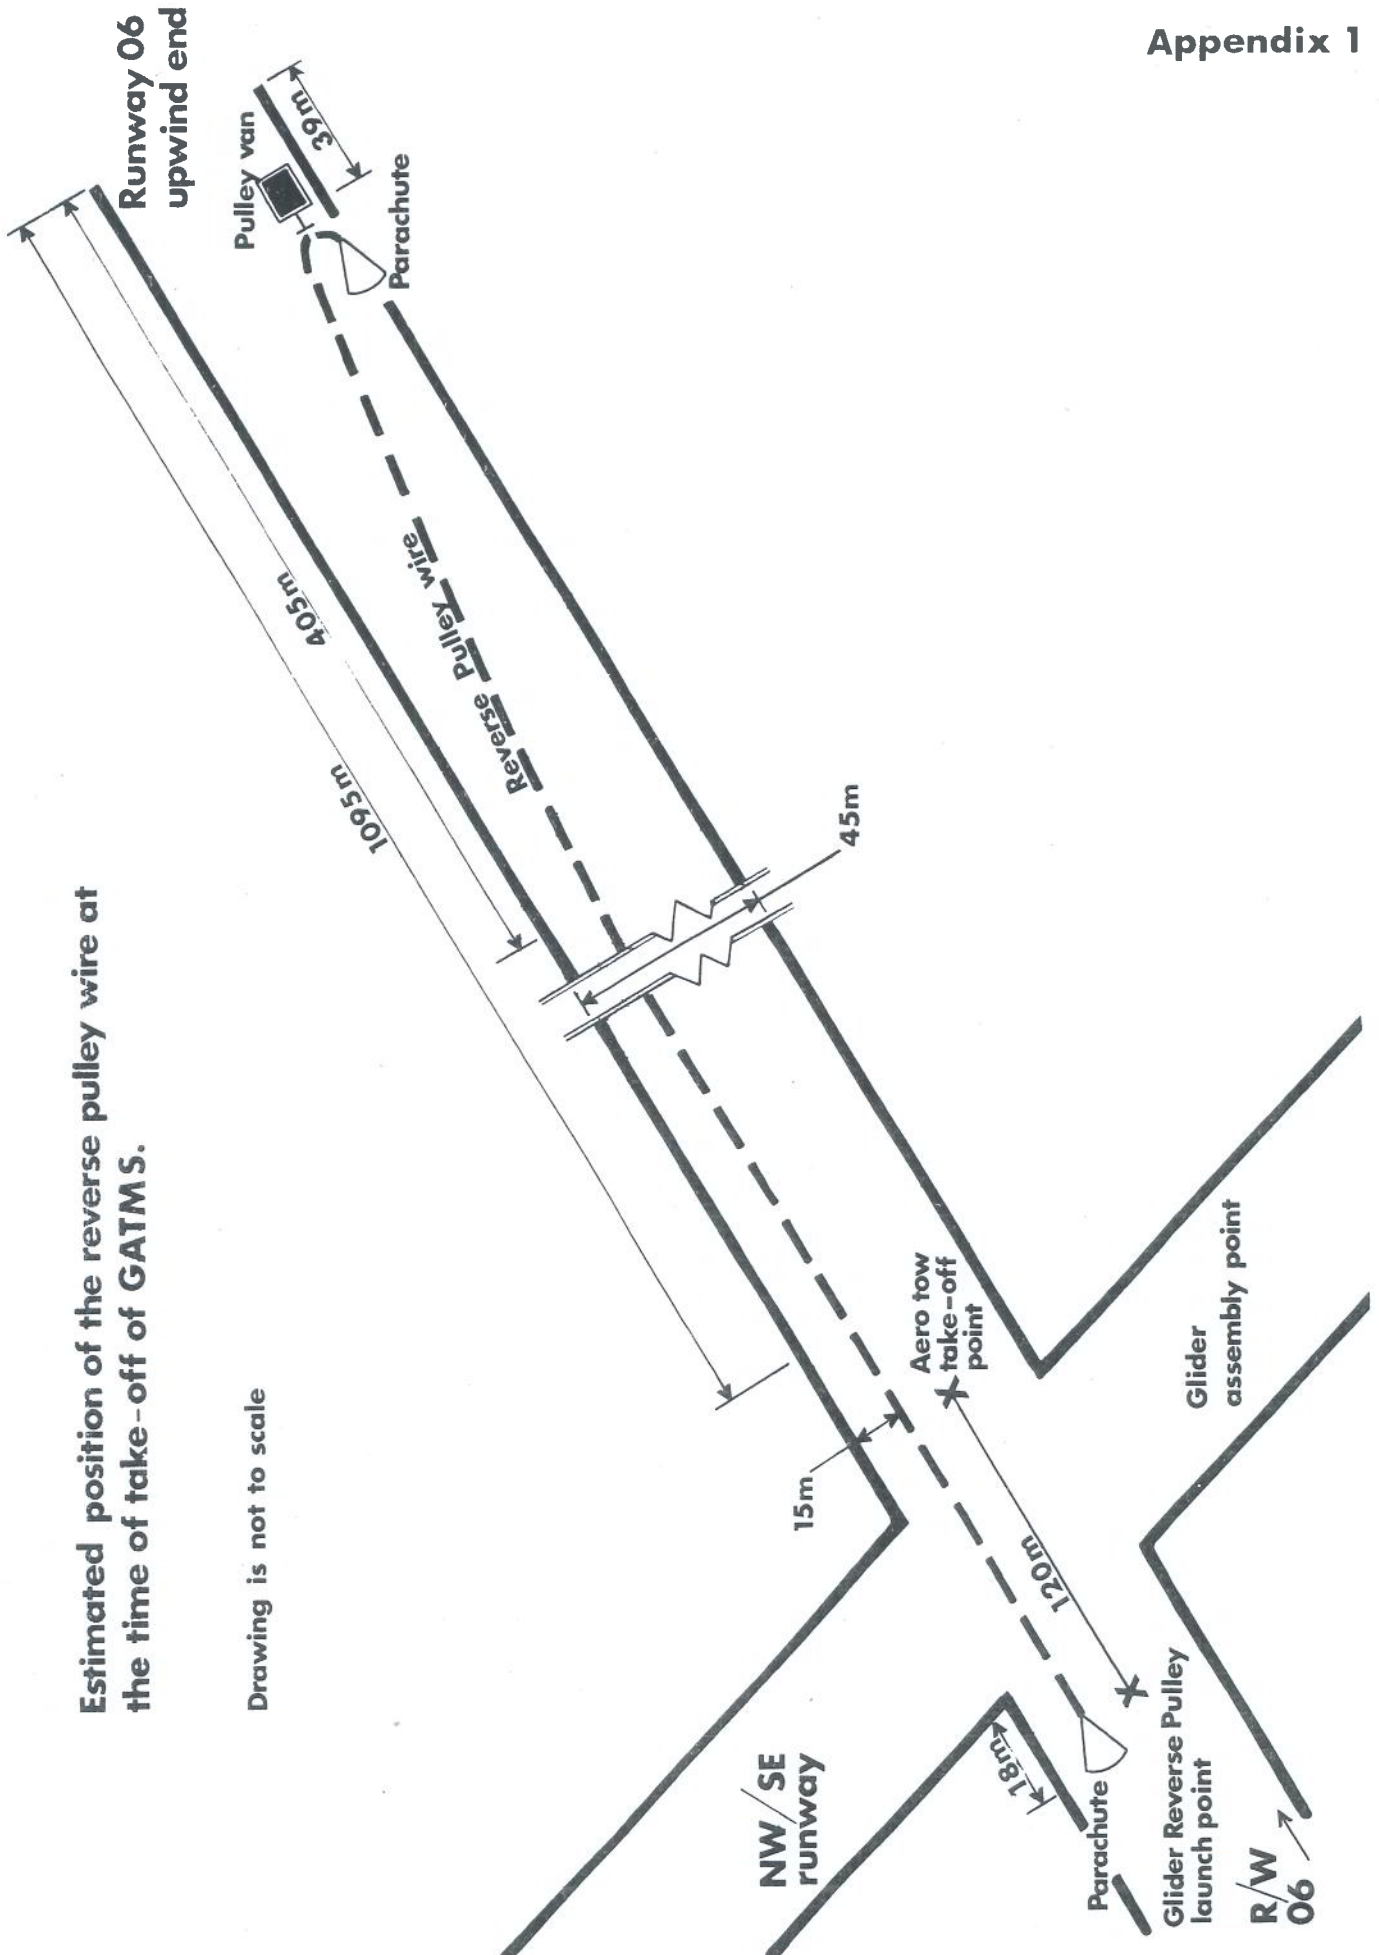 Appendix 1
Estimated position of the reverse pulley wire at
the time of take-off of GATMS.
Drawing is not to scale
Runway 06
upwind end
Pulley van
39m
Parachute
405m
1095m
Reverse Pulley wire
45m
15m
Aero tow
take-off
point
120m
Glider
assembly point
NW/SE
runway
18m
Parachute
Glider Reverse Pulley
launch point
R/W
06